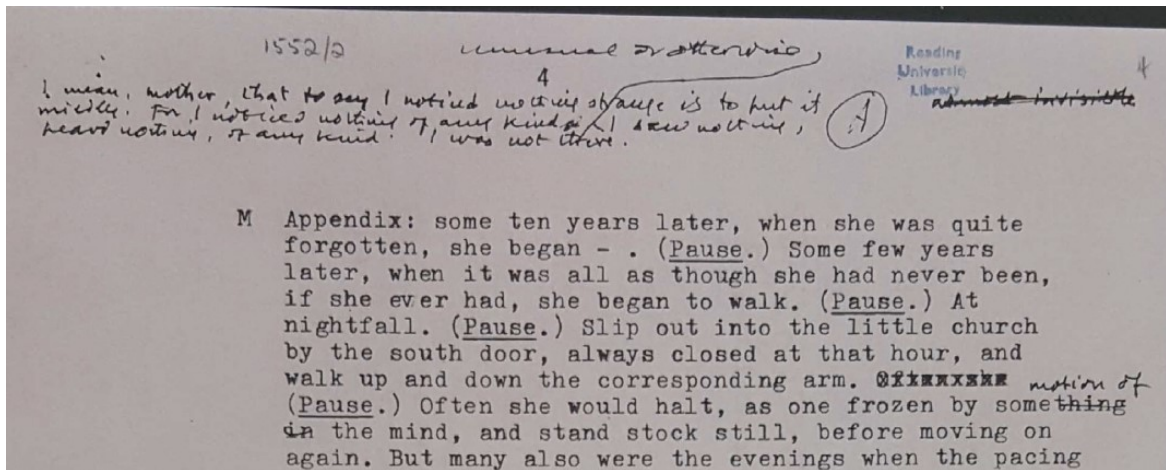 1552/2
unusual or otherwise,
Reading
University
Library
4
4
almost invisible
I mean, mother, that to say I noticed nothing strange is to put it
mildly. For I noticed nothing of any kind. I saw nothing,
heard nothing, of any kind. I was not there.
A
M Appendix: some ten years later, when she was quite
forgotten, she began - . (Pause.) Some few years
later, when it was all as though she had never been,
if she ever had, she began to walk. (Pause.) At
nightfall. (Pause.) Slip out into the little church
by the south door, always closed at that hour, and
walk up and down the corresponding arm.
motion of
(Pause.) Often she would halt, as one frozen by something
in the mind, and stand stock still, before moving on
again. But many also were the evenings when the pacing